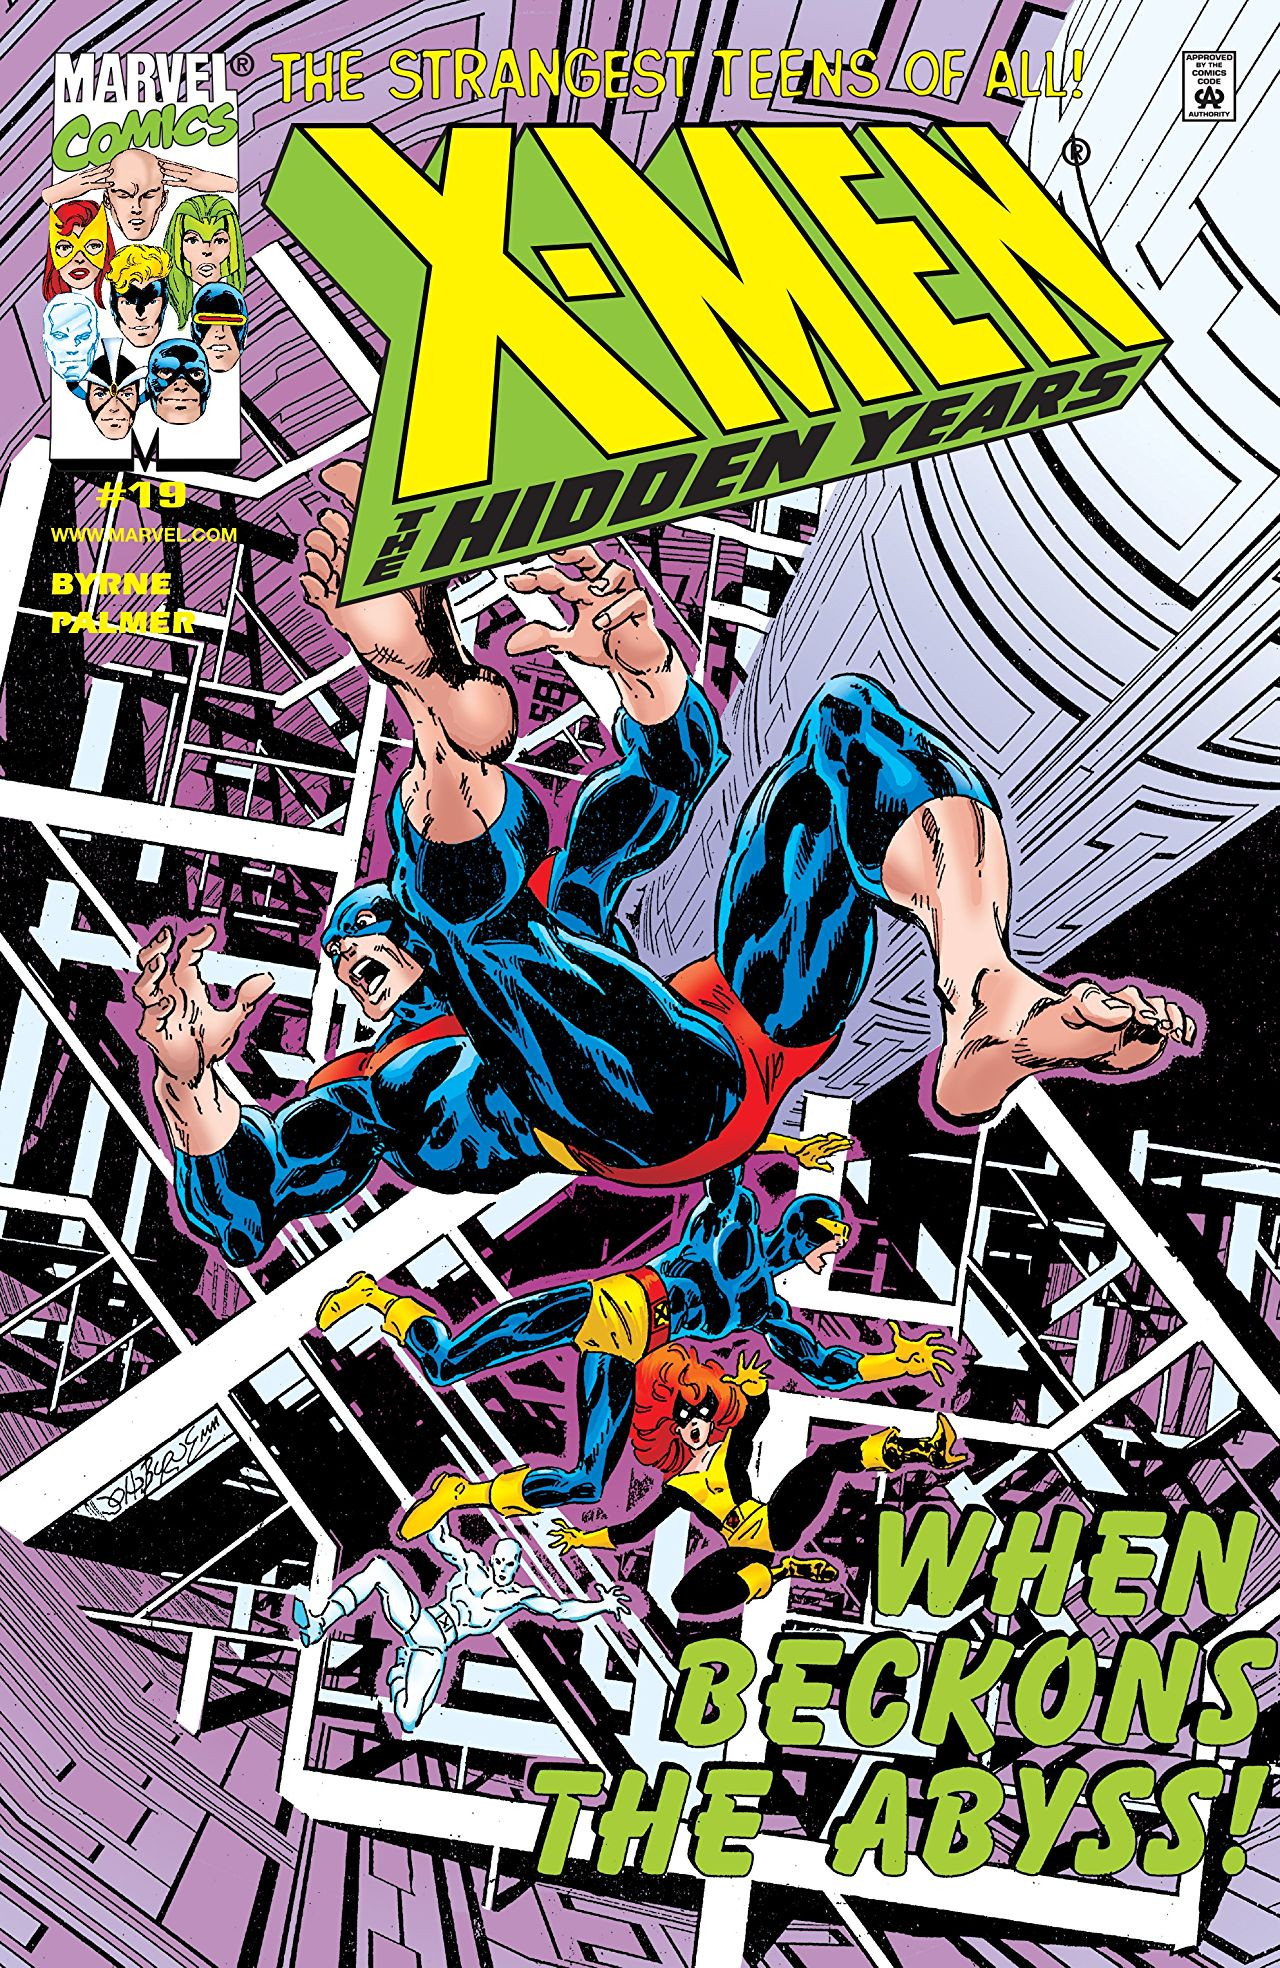 MARVEL®
COMICS
THE STRANGEST TEENS OF ALL!
APPROVED
BY THE
COMICS
CODE
CA
AUTHORITY
X-MEN®
THE HIDDEN YEARS
#19
WWW.MARVEL.COM
BYRNE
PALMER
WHEN
BECKONS
THE ABYSS!